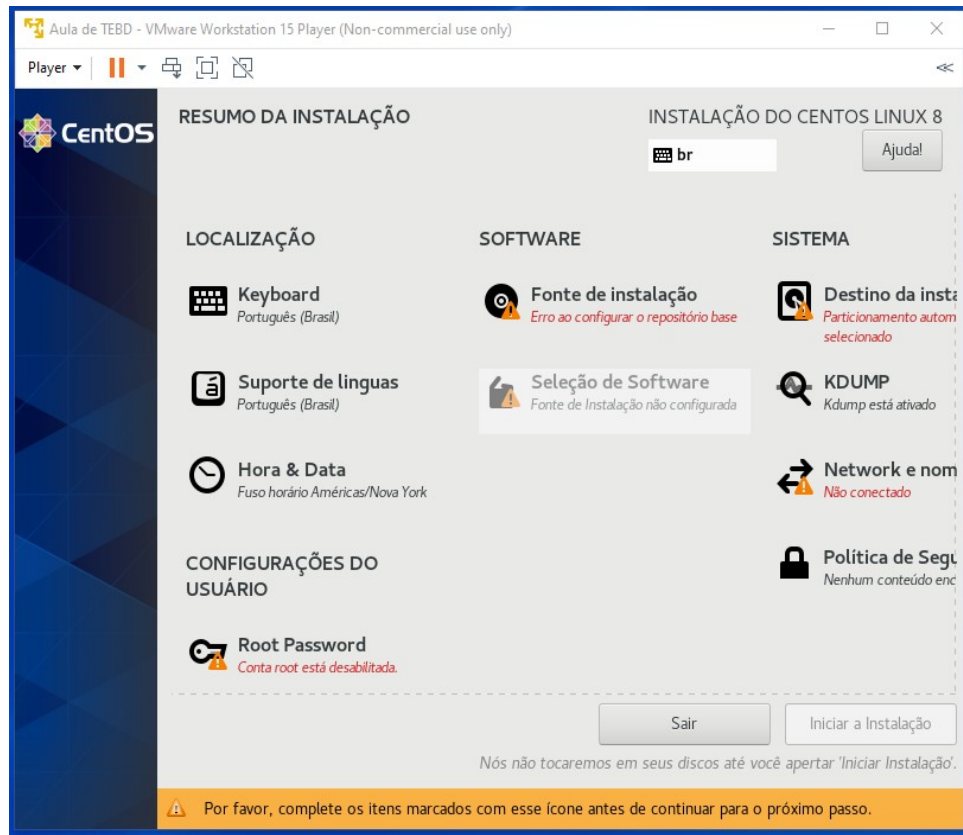 Aula de TEBD - VMware Workstation 15 Player (Non-commercial use only)
Player
CentOS
RESUMO DA INSTALAÇÃO
INSTALAÇÃO DO CENTOS LINUX 8
br
Ajuda!
LOCALIZAÇÃO
Keyboard
Português (Brasil)
Suporte de linguas
Português (Brasil)
Hora & Data
Fuso horário Américas/Nova York
CONFIGURAÇÕES DO
USUÁRIO
Root Password
Conta root está desabilitada.
SOFTWARE
Fonte de instalação
Erro ao configurar o repositório base
Seleção de Software
Fonte de Instalação não configurada
SISTEMA
Destino da insta
Particionamento autom
selecionado
KDUMP
Kdump está ativado
Network e nom
Não conectado
Política de Segu
Nenhum conteúdo enc
Sair
Iniciar a Instalação
Nós não tocaremos em seus discos até você apertar 'Iniciar Instalação'.
Por favor, complete os itens marcados com esse ícone antes de continuar para o próximo passo.